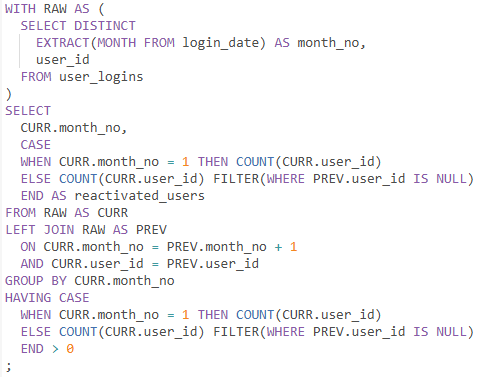 WITH RAW AS (
  SELECT DISTINCT
    EXTRACT(MONTH FROM login_date) AS month_no,
    user_id
  FROM user_logins
)
SELECT
  CURR.month_no,
  CASE
  WHEN CURR.month_no = 1 THEN COUNT(CURR.user_id)
  ELSE COUNT(CURR.user_id) FILTER(WHERE PREV.user_id IS NULL)
  END AS reactivated_users
FROM RAW AS CURR
LEFT JOIN RAW AS PREV
  ON CURR.month_no = PREV.month_no + 1
  AND CURR.user_id = PREV.user_id
GROUP BY CURR.month_no
HAVING CASE
  WHEN CURR.month_no = 1 THEN COUNT(CURR.user_id)
  ELSE COUNT(CURR.user_id) FILTER(WHERE PREV.user_id IS NULL)
  END > 0
;